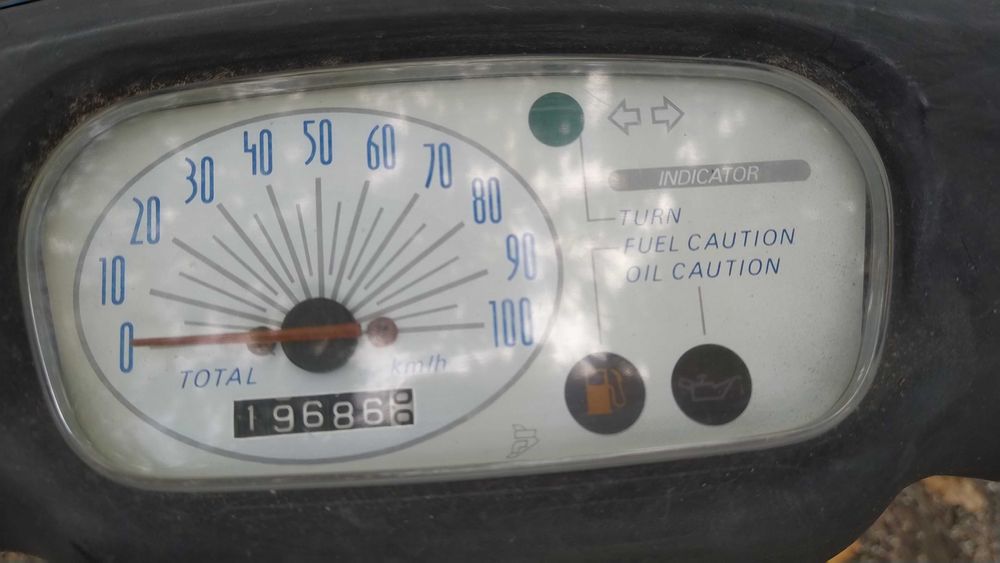 0
10
20
30
40
50
60
70
80
90
100
TOTAL
km/h
19686
INDICATOR
TURN
FUEL CAUTION
OIL CAUTION